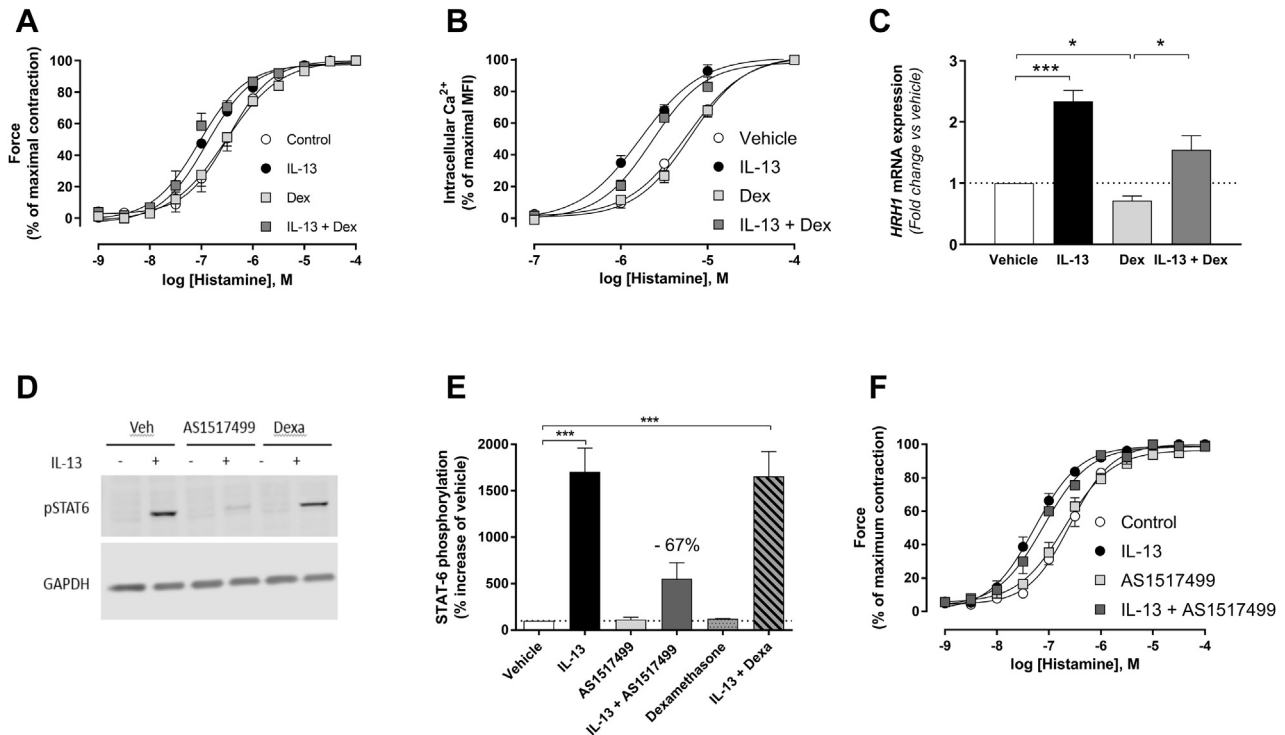 A
Force
(% of maximal contraction)
100
80
60
40
20
0
-9
-8
-7
-6
-5
-4
log [Histamine], M
Control
IL-13
Dex
IL-13 + Dex
B
Intracellular Ca²⁺
(% of maximal MFI)
100
80
60
40
20
0
-7
-6
-5
-4
log [Histamine], M
Vehicle
IL-13
Dex
IL-13 + Dex
C
HRH1 mRNA expression
(Fold change vs vehicle)
3
2
1
0
* *
***
Vehicle IL-13 Dex IL-13 + Dex
D
Veh AS1517499 Dexa
IL-13 - + - + - +
pSTAT6
GAPDH
E
STAT-6 phosphorylation
(% increase of vehicle)
2000
1500
1000
500
0
***
***
- 67%
Vehicle
IL-13
AS1517499
IL-13 + AS1517499
Dexamethasone
IL-13 + Dexa
F
Force
(% of maximum contraction)
100
80
60
40
20
0
-9
-8
-7
-6
-5
-4
log [Histamine], M
Control
IL-13
AS1517499
IL-13 + AS1517499